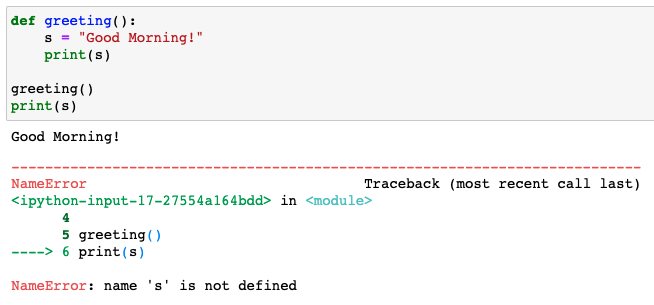 def greeting():
    s = "Good Morning!"
    print(s)
greeting()
print(s)
Good Morning!
---------------------------------------------------------------------------
NameError                                 Traceback (most recent call last)
<ipython-input-17-27554a164bdd> in <module>
      4
      5 greeting()
----> 6 print(s)
NameError: name 's' is not defined